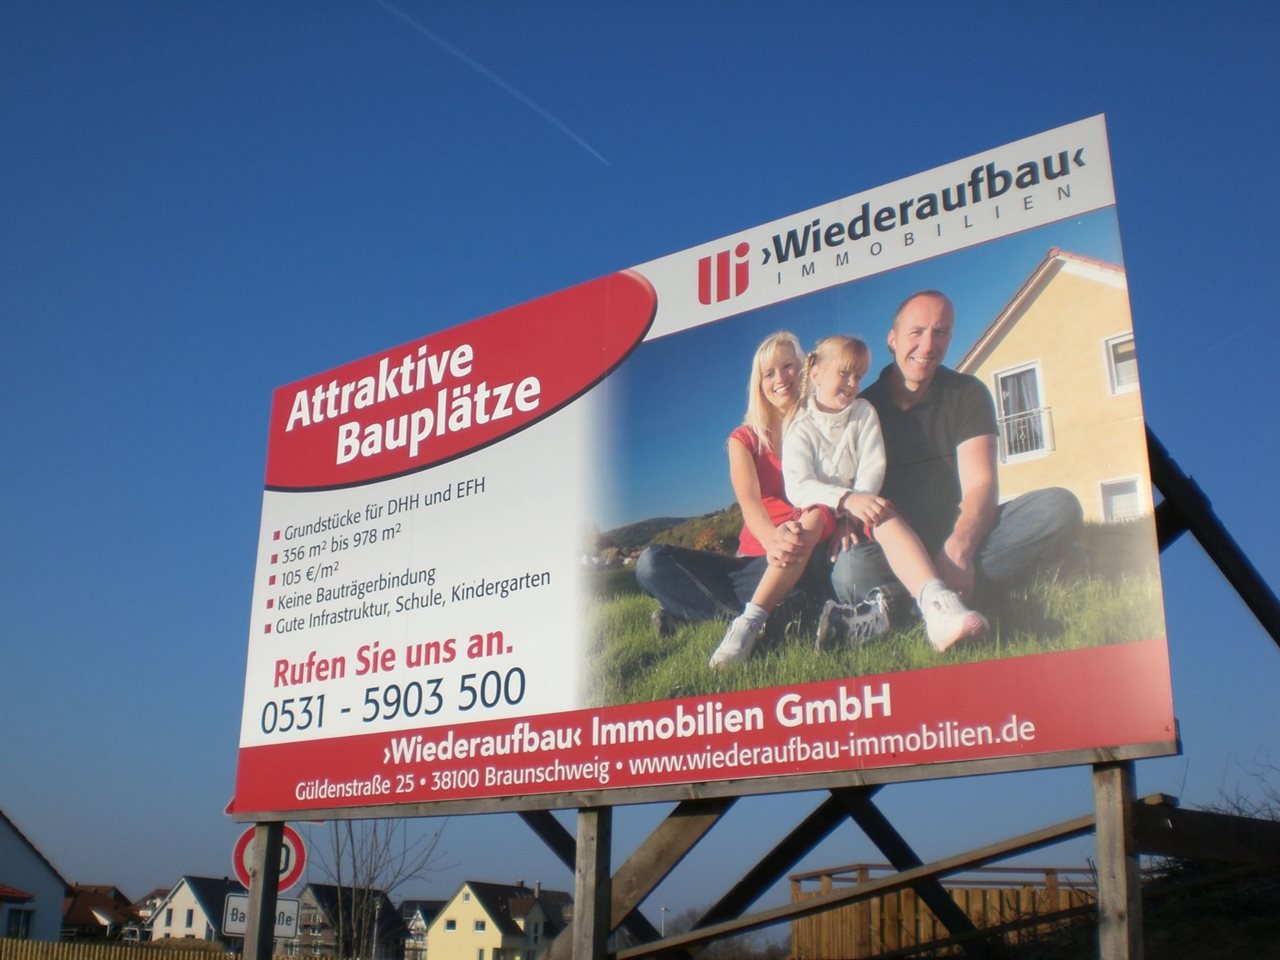 ›Wiederaufbau‹
IMMOBILIEN
Attraktive
Bauplätze
Grundstücke für DHH und EFH
356 m² bis 978 m²
105 €/m²
Keine Bauträgerbindung
Gute Infrastruktur, Schule, Kindergarten
Rufen Sie uns an.
0531 - 5903 500
›Wiederaufbau‹ Immobilien GmbH
Güldenstraße 25 • 38100 Braunschweig • www.wiederaufbau-immobilien.de